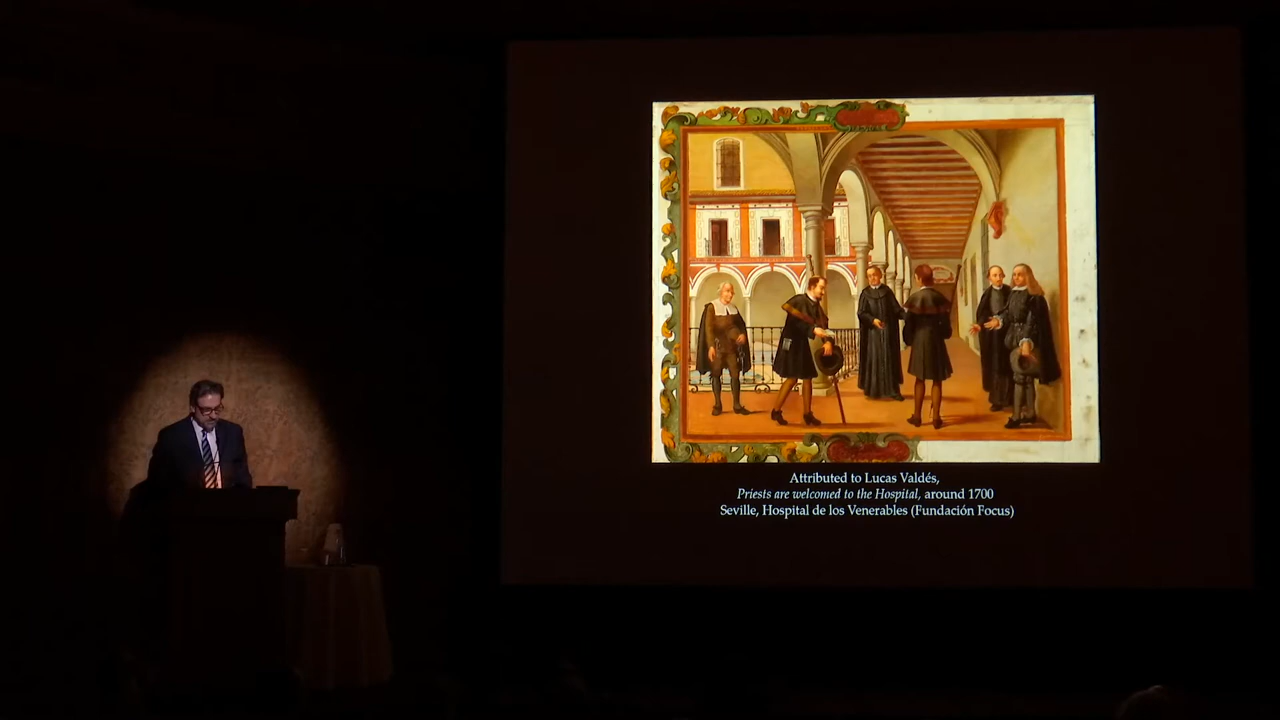 Attributed to Lucas Valdés,
Priests are welcomed to the Hospital, around 1700
Seville, Hospital de los Venerables (Fundación Focus)